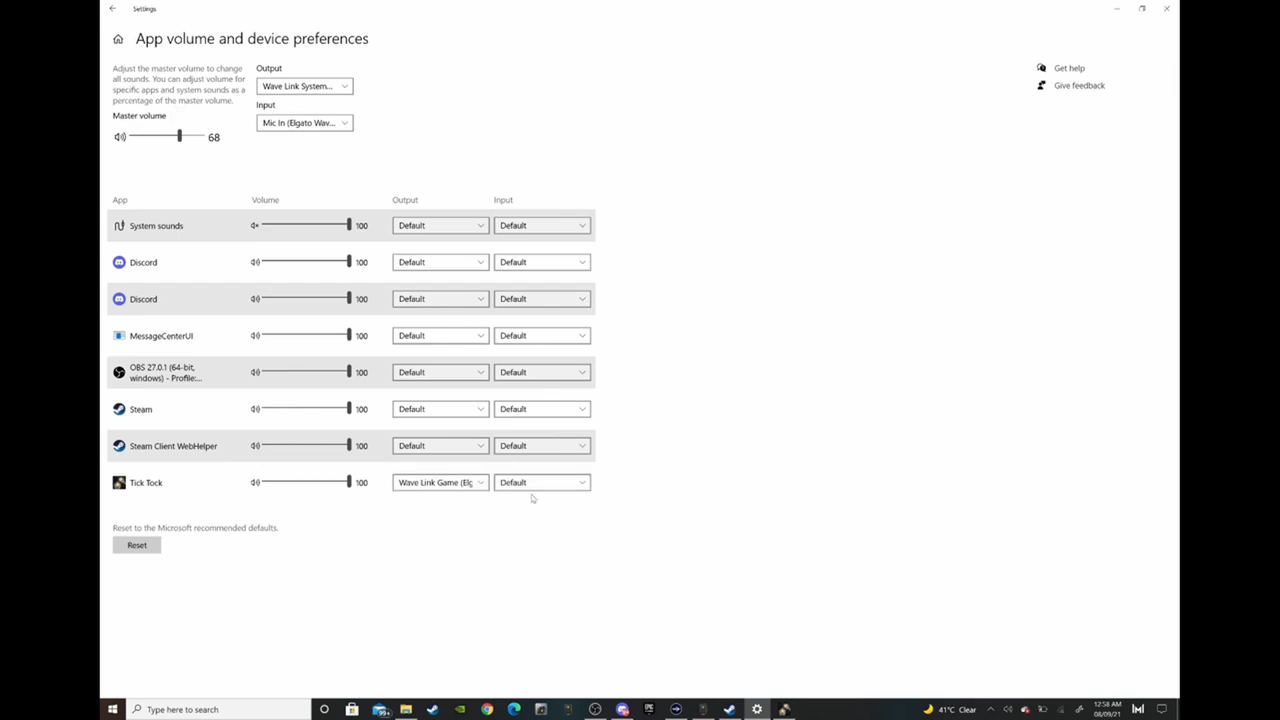 Settings
App volume and device preferences
Adjust the master volume to change
all sounds. You can adjust volume for
specific apps and system sounds as a
percentage of the master volume.
Master volume
68
Output
Wave Link System...
Input
Mic In (Elgato Wav...
Get help
Give feedback
App Volume Output Input
System sounds 100 Default Default
Discord 100 Default Default
Discord 100 Default Default
MessageCenterUI 100 Default Default
OBS 27.0.1 (64-bit,
windows) - Profile:... 100 Default Default
Steam 100 Default Default
Steam Client WebHelper 100 Default Default
Tick Tock 100 Wave Link Game (Elg Default
Reset to the Microsoft recommended defaults.
Reset
Type here to search
99+
41°C Clear
12:58 AM
08/09/21